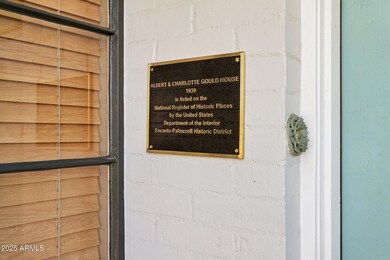 ALBERT & CHARLOTTE GOULD HOUSE
1939
is listed on the
National Register of Historic Places
by the United States
Department of the Interior
Encanto-Palmcroft Historic District
2025 ARMLS